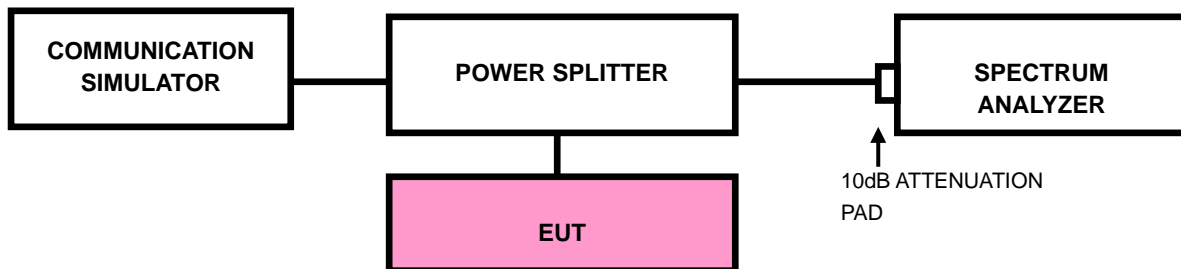 COMMUNICATION
SIMULATOR
POWER SPLITTER
SPECTRUM
ANALYZER
10dB ATTENUATION
PAD
EUT